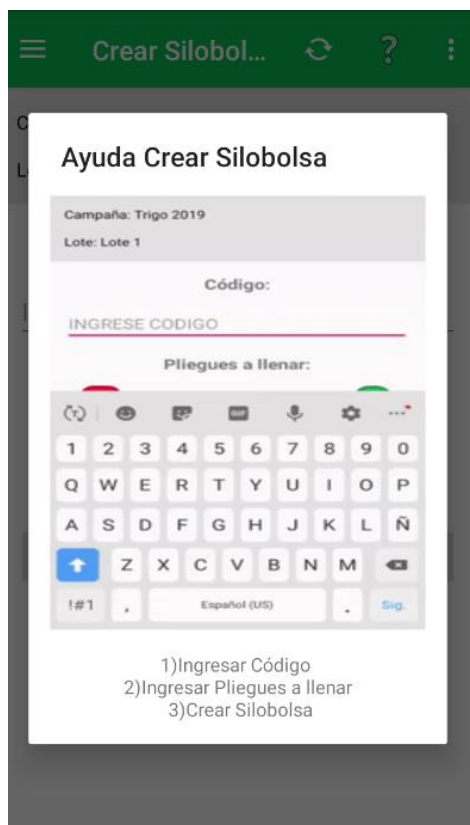 Crear Silobol...
?
C
L
Ayuda Crear Silobolsa
Campaña: Trigo 2019
Lote: Lote 1
Código:
INGRESE CODIGO
Pliegues a llenar:
GIF
1 2 3 4 5 6 7 8 9 0
Q W E R T Y U I O P
A S D F G H J K L Ñ
Z X C V B N M
!#1 , Español (US) . Sig.
1)Ingresar Código
2)Ingresar Pliegues a llenar
3)Crear Silobolsa